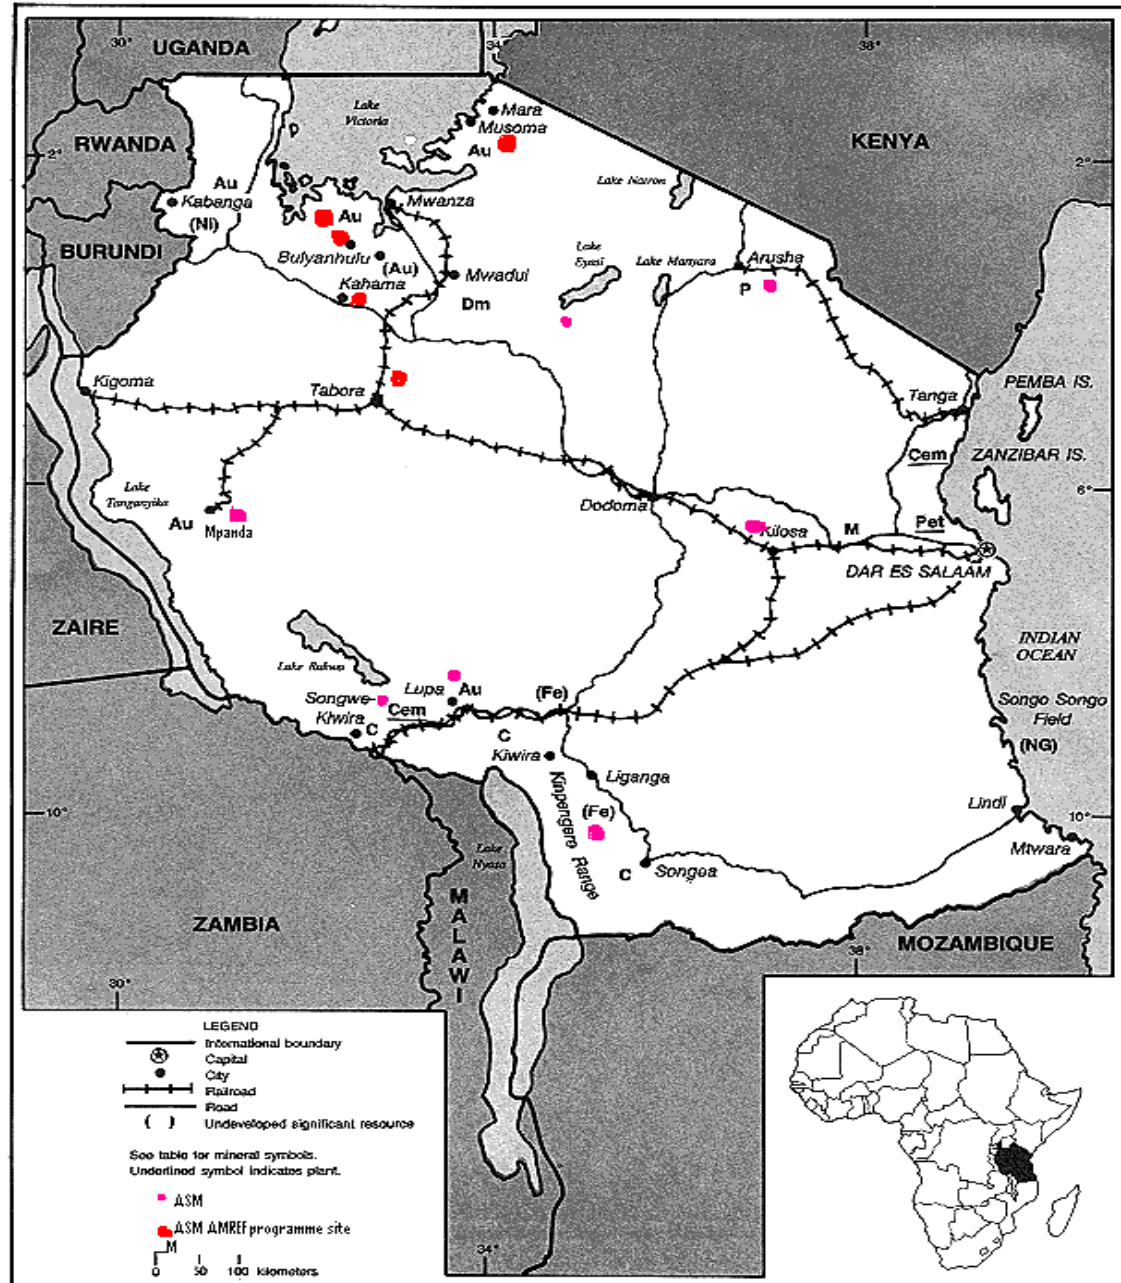 30°
34°
38°
UGANDA
Lake
Victoria
Mara
Musoma
Au
KENYA
RWANDA
2°
2°
Au
Kabanga
(Ni)
Lake Natron
Mwanza
Au
BURUNDI
Bulyanhulu
(Au)
Lake
Eyasi
Lake Manyara
Arusha
P
Kahama
Mwadui
Dm
Kigoma
Tabora
Tanga
PEMBA IS.
Cem
ZANZIBAR IS.
Lake
Tanganyika
Au
Mpanda
Dodoma
6°
Kilosa
M
Pet
DAR ES SALAAM
ZAIRE
INDIAN
OCEAN
Lake Rukwa
Songwe
Lupa
Au
(Fe)
Cem
Kiwira
C
C
Kiwira
Songo Songo
Field
(NG)
Liganga
Kinpengere Range
(Fe)
Lindi
10°
10°
Mtwara
Lake
Nyasa
C
Songea
ZAMBIA
MALAWI
MOZAMBIQUE
38°
30°
34°
LEGEND
International boundary
Capital
City
Railroad
Road
( ) Undeveloped significant resource
See table for mineral symbols.
Underlined symbol indicates plant.
ASM
ASM AMREF programme site
M
0 50 100 kilometers